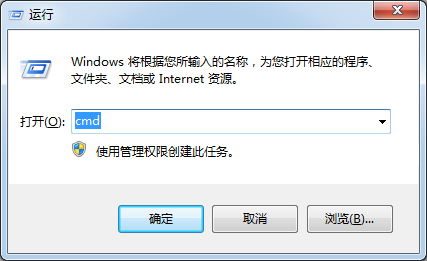 运行
Windows 将根据您所输入的名称，为您打开相应的程序、
文件夹、文档或 Internet 资源。
打开(O): cmd
使用管理权限创建此任务。
确定 取消 浏览(B)...